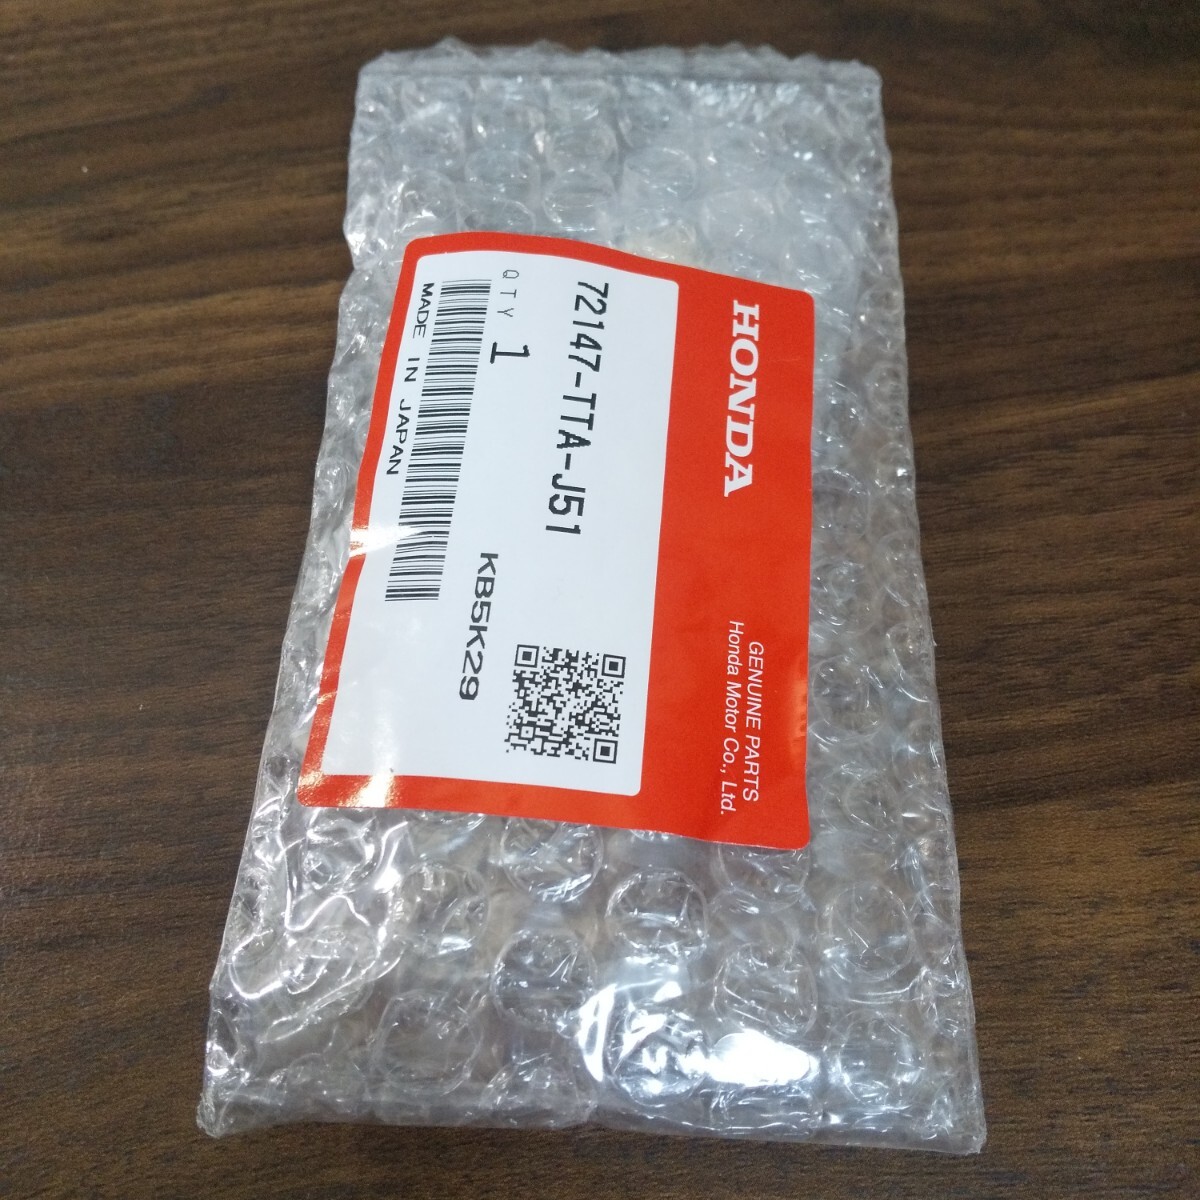 HONDA
GENUINE PARTS
Honda Motor Co., Ltd.
72147-TTA-J51
QTY 1
KB5K29
MADE IN JAPAN